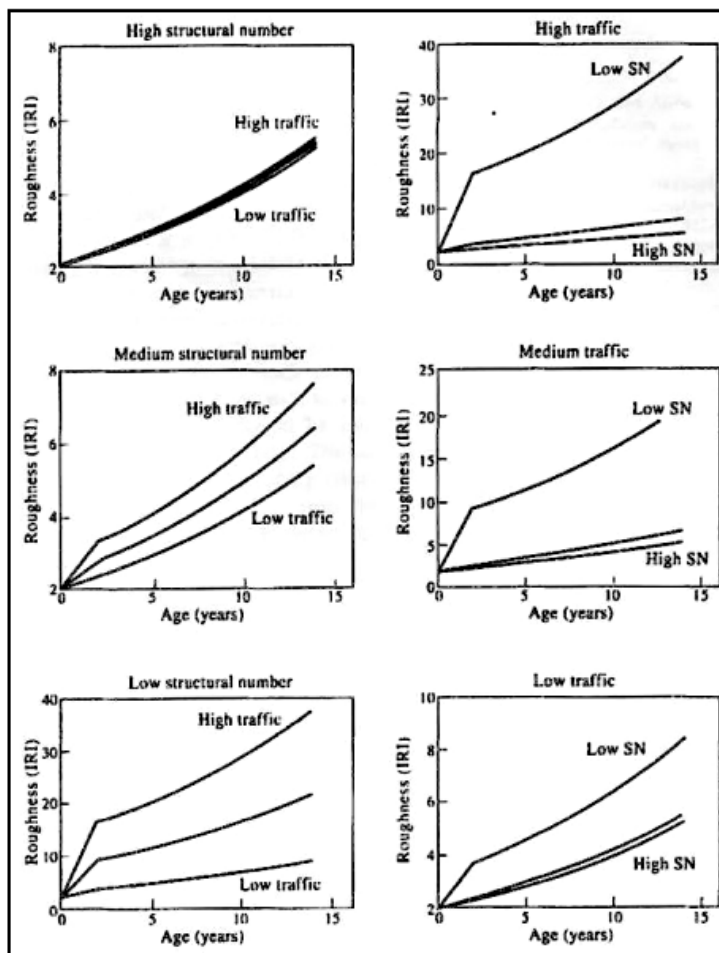 High structural number
8
6
4
2
Roughness (IRI)
High traffic
Low traffic
0
5
10
15
Age (years)
High traffic
40
30
20
10
0
Roughness (IRI)
Low SN
High SN
0
5
10
15
Age (years)
Medium structural number
8
6
4
2
Roughness (IRI)
High traffic
Low traffic
0
5
10
15
Age (years)
Medium traffic
25
20
15
10
5
0
Roughness (IRI)
Low SN
High SN
0
5
10
15
Age (years)
Low structural number
40
30
20
10
0
Roughness (IRI)
High traffic
Low traffic
0
5
10
15
Age (years)
Low traffic
10
8
6
4
2
Roughness (IRI)
Low SN
High SN
0
5
10
15
Age (years)